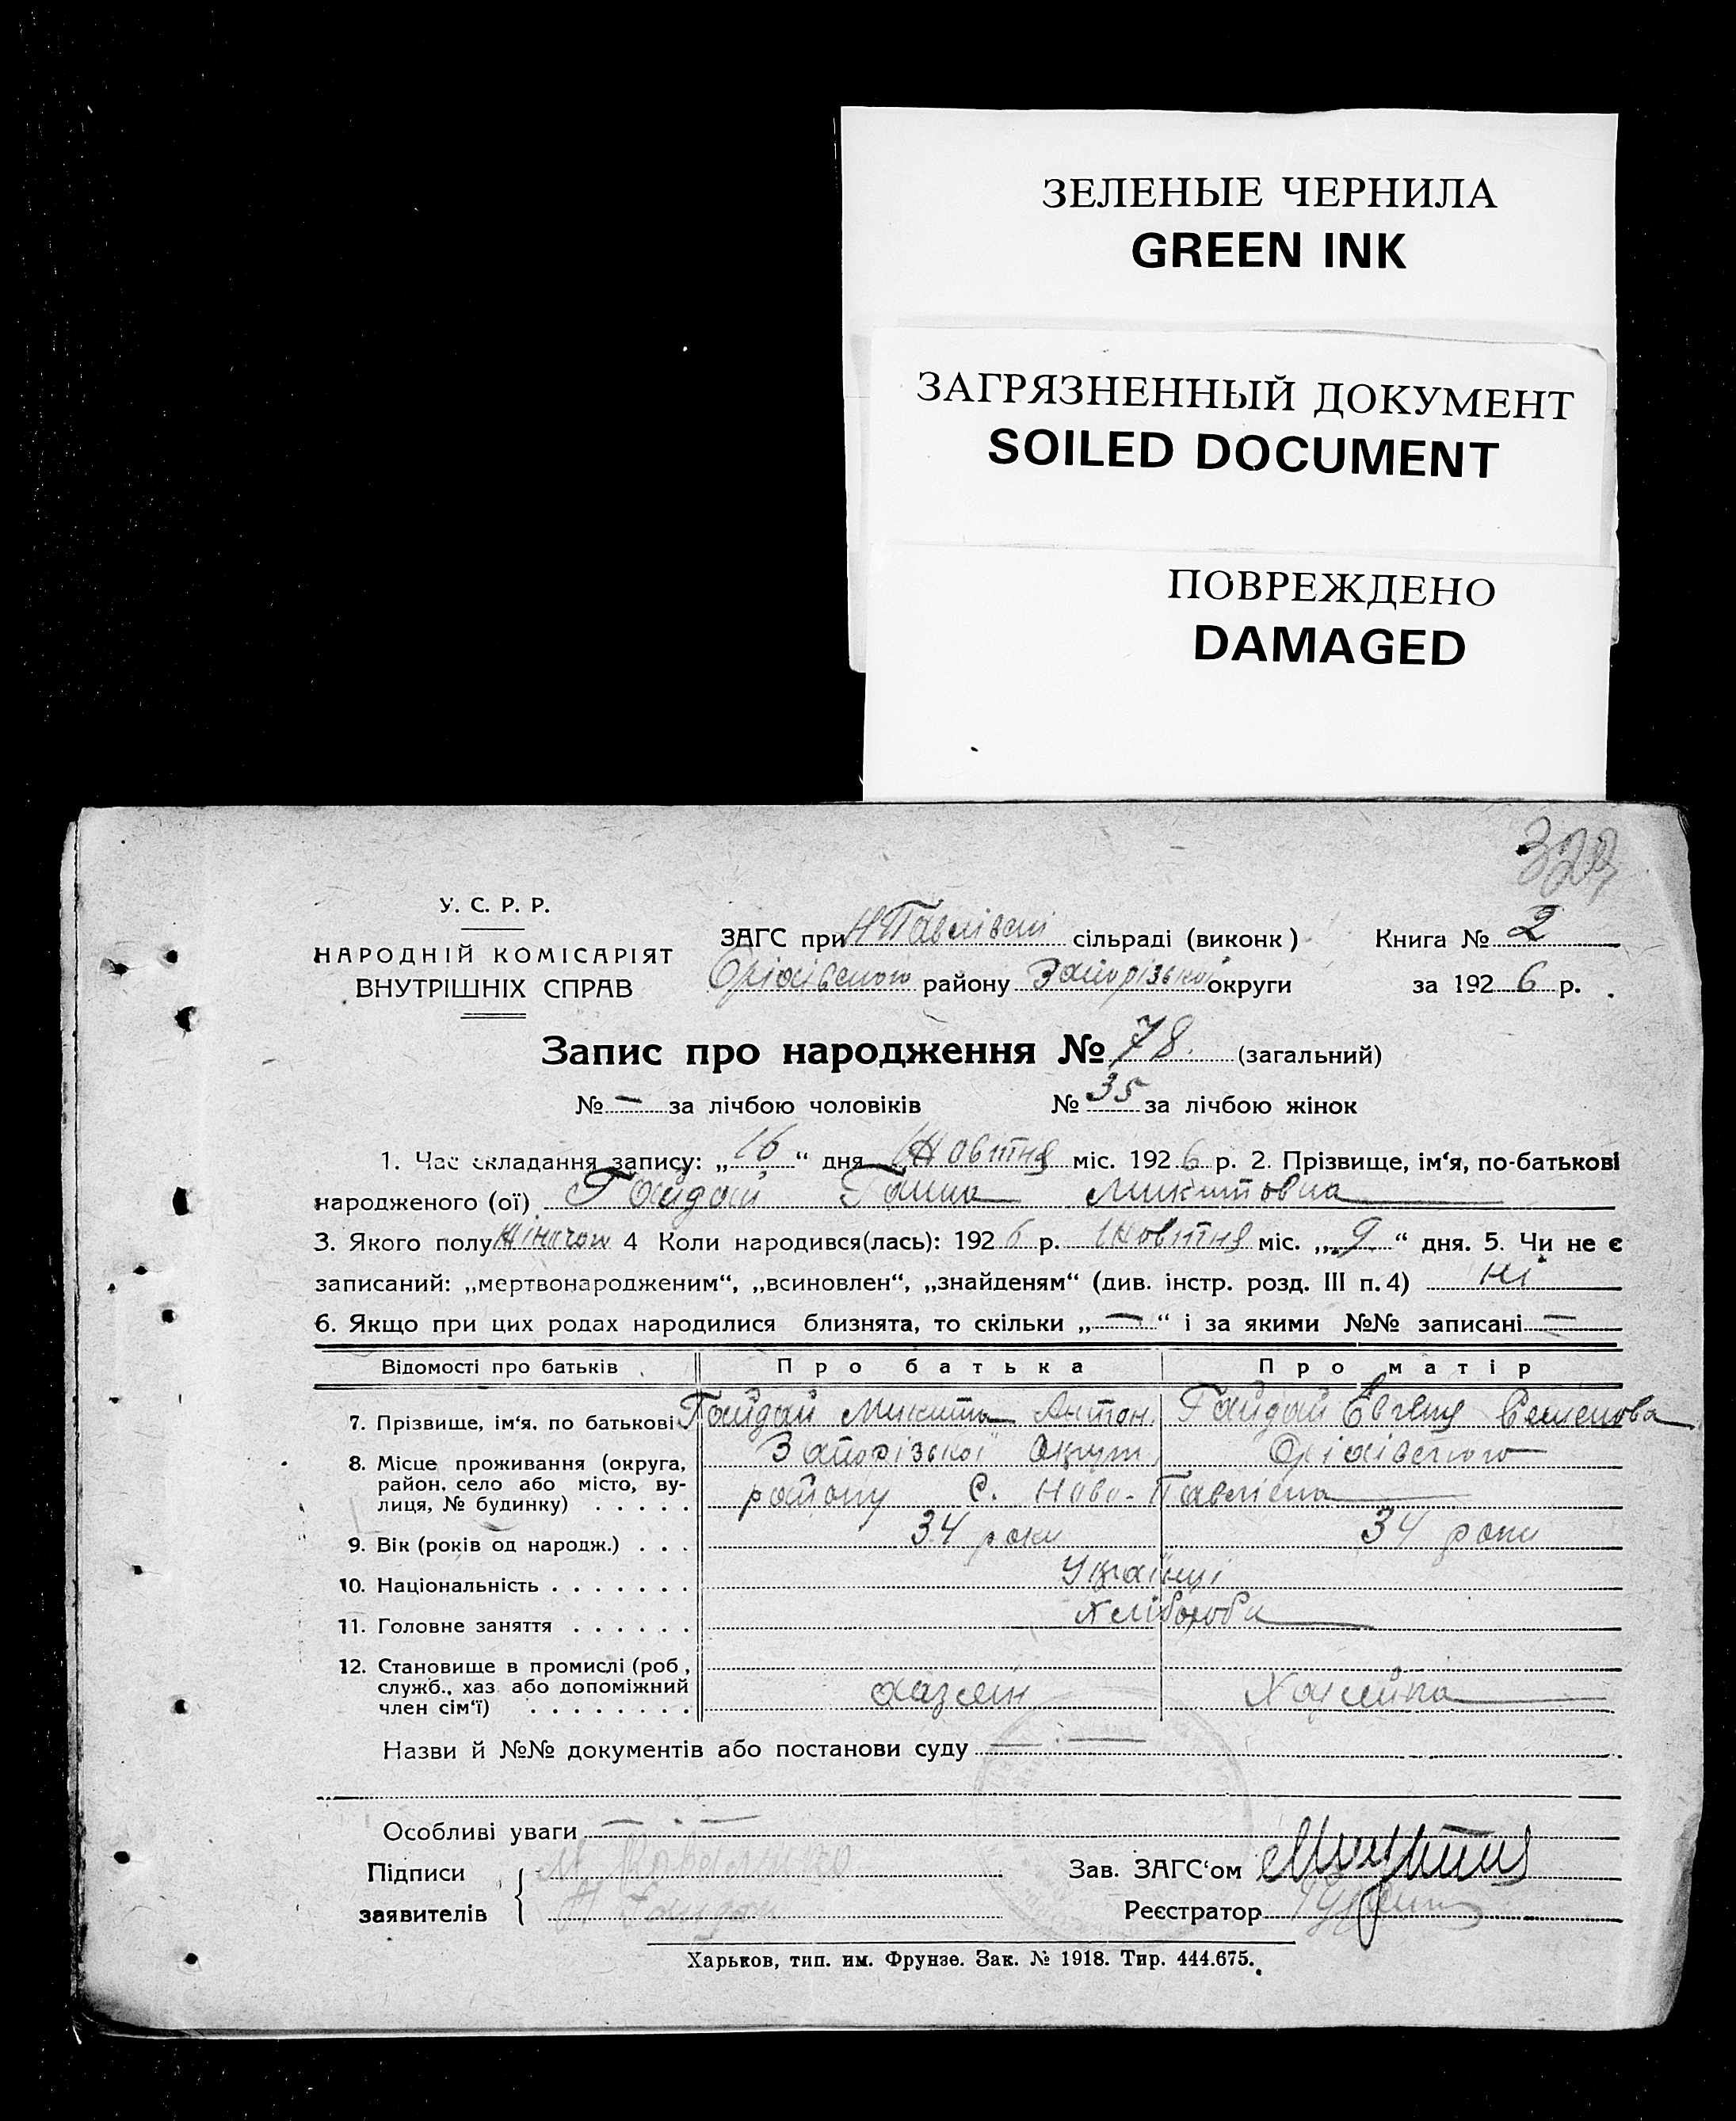 ЗЕЛЕНЫЕ ЧЕРНИЛА
GREEN INK
ЗАГРЯЗНЕННЫЙ ДОКУМЕНТ
SOILED DOCUMENT
ПОВРЕЖДЕНО
DAMAGED
У. С. Р. Р.
НАРОДНІЙ КОМІСАРІЯТ
ВНУТРІШНІХ СПРАВ
ЗАГС при Н Павлівській сільраді (виконк) Книга № 2
Оріхівського району Запорізької округи за 1926 р.
Запис про народження № 78. (загальний)
№ — за лічбою чоловіків № 35 за лічбою жінок
1. Час складання запису: „16“ дня Жовтня міс. 1926 р. 2. Прізвище, ім‘я, по-батькові
народженого (ої) Гайдай Ганна Микитовна
3. Якого полу жіночого 4 Коли народився(лась): 1926 р. Жовтня міс. „9“ дня. 5. Чи не є
записаний: „мертвонародженим“, „всиновлен“, „знайденям“ (див. інстр. розд. III п. 4) ні
6. Якщо при цих родах народилися близнята, то скільки „—“ і за якими №№ записані —
Відомості про батьків Про батька Про матір
7. Прізвище, ім‘я, по батькові Гайдай Микита Антон. Гайдай Євгенія Семенова
8. Місце проживання (округа, район, село або місто, вулиця, № будинку) Запорізької Округи Оріхівського
району С. Ново-Павлівка
9. Вік (років од народж.) 34 роки 34 роки
10. Національність Українці
11. Головне заняття Хлібороби
12. Становище в промислі (роб, служб., хаз. або допоміжний член сім‘ї) хазяїн Хазяйка
Назви й №№ документів або постанови суду —
Особливі уваги —
Підписи
заявителів Гайдай
Зав. ЗАГС‘ом
Реєстратор
Харьков, тип. им. Фрунзе. Зак. № 1918. Тир. 444.675.